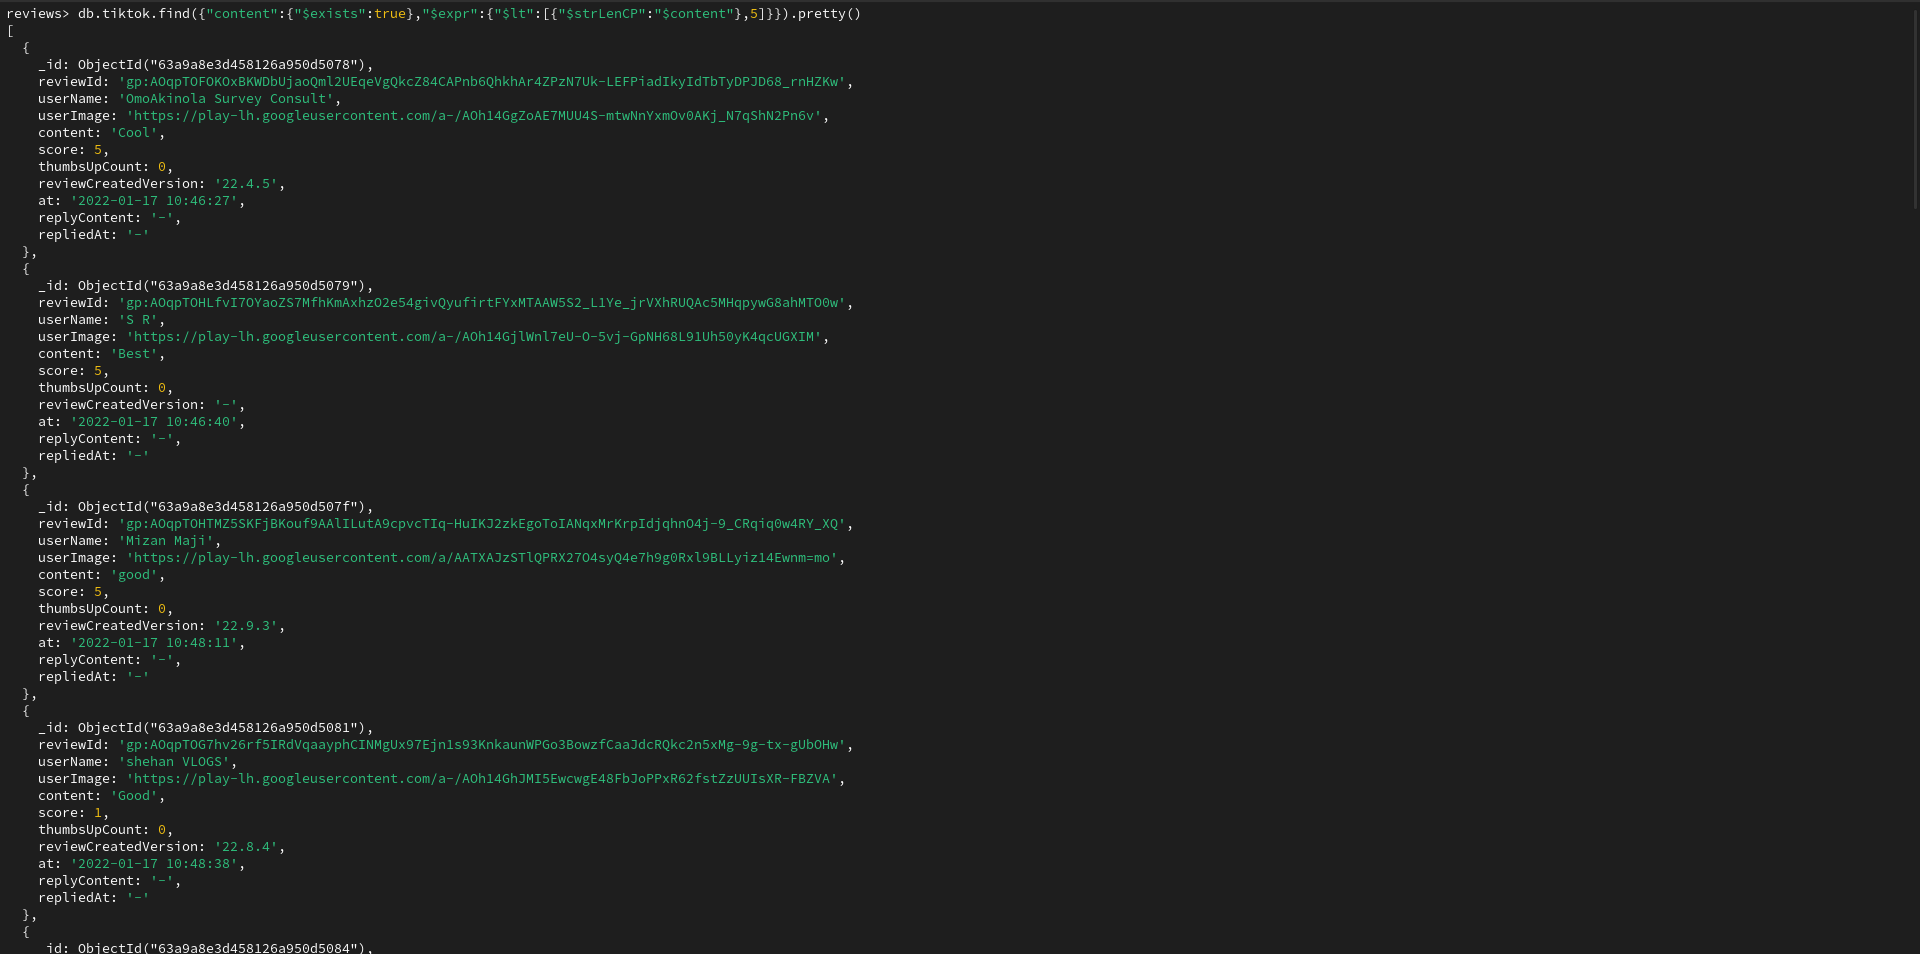 reviews> db.tiktok.find({"content":{"$exists":true},"$expr":{"$lt":[{"$strLenCP":"$content"},5]}}).pretty()
[
  {
    _id: ObjectId("63a9a8e3d458126a950d5078"),
    reviewId: 'gp:AOqpTOFOKOxBKWDbUjaoQml2UEqeVgQkcZ84CAPnb6QhkhAr4ZPzN7Uk-LEFPiadIkyIdTbTyDPJD68_rnHZKw',
    userName: 'OmoAkinola Survey Consult',
    userImage: 'https://play-lh.googleusercontent.com/a-/AOh14GgZoAE7MUU4S-mtwNnYxmOv0AKj_N7qShN2Pn6v',
    content: 'Cool',
    score: 5,
    thumbsUpCount: 0,
    reviewCreatedVersion: '22.4.5',
    at: '2022-01-17 10:46:27',
    replyContent: '-',
    repliedAt: '-'
  },
  {
    _id: ObjectId("63a9a8e3d458126a950d5079"),
    reviewId: 'gp:AOqpTOHLfvI7OYaoZS7MfhKmAxhzO2e54givQyufirtFYxMTAAW5S2_L1Ye_jrVXhRUQAc5MHqpywG8ahMTO0w',
    userName: 'S R',
    userImage: 'https://play-lh.googleusercontent.com/a-/AOh14GjlWnl7eU-O-5vj-GpNH68L91Uh50yK4qcUGXIM',
    content: 'Best',
    score: 5,
    thumbsUpCount: 0,
    reviewCreatedVersion: '-',
    at: '2022-01-17 10:46:40',
    replyContent: '-',
    repliedAt: '-'
  },
  {
    _id: ObjectId("63a9a8e3d458126a950d507f"),
    reviewId: 'gp:AOqpTOHTMZ5SKFjBKouf9AAlILutA9cpvcTIq-HuIKJ2zkEgoToIANqxMrKrpIdjqhnO4j-9_CRqiq0w4RY_XQ',
    userName: 'Mizan Maji',
    userImage: 'https://play-lh.googleusercontent.com/a/AATXAJzSTlQPRX27O4syQ4e7h9g0Rxl9BLLyiz14Ewnm=mo',
    content: 'good',
    score: 5,
    thumbsUpCount: 0,
    reviewCreatedVersion: '22.9.3',
    at: '2022-01-17 10:48:11',
    replyContent: '-',
    repliedAt: '-'
  },
  {
    _id: ObjectId("63a9a8e3d458126a950d5081"),
    reviewId: 'gp:AOqpTOG7hv26rf5IRdVqaayphCINMgUx97Ejn1s93KnkaunWPGo3BowzfCaaJdcRQkc2n5xMg-9g-tx-gUbOHw',
    userName: 'shehan VLOGS',
    userImage: 'https://play-lh.googleusercontent.com/a-/AOh14GhJMI5EwcwgE48FbJoPPxR62fstZzUUIsXR-FBZVA',
    content: 'Good',
    score: 1,
    thumbsUpCount: 0,
    reviewCreatedVersion: '22.8.4',
    at: '2022-01-17 10:48:38',
    replyContent: '-',
    repliedAt: '-'
  },
  {
    _id: ObjectId("63a9a8e3d458126a950d5084"),